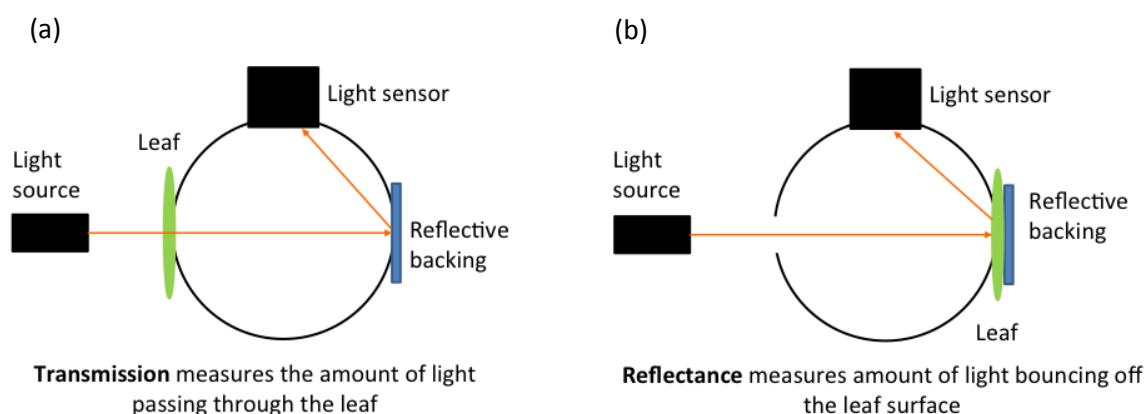 (a)
Light sensor
Leaf
Light
source
Reflective
backing
Transmission measures the amount of light
passing through the leaf
(b)
Light sensor
Light
source
Reflective
backing
Leaf
Reflectance measures amount of light bouncing off
the leaf surface